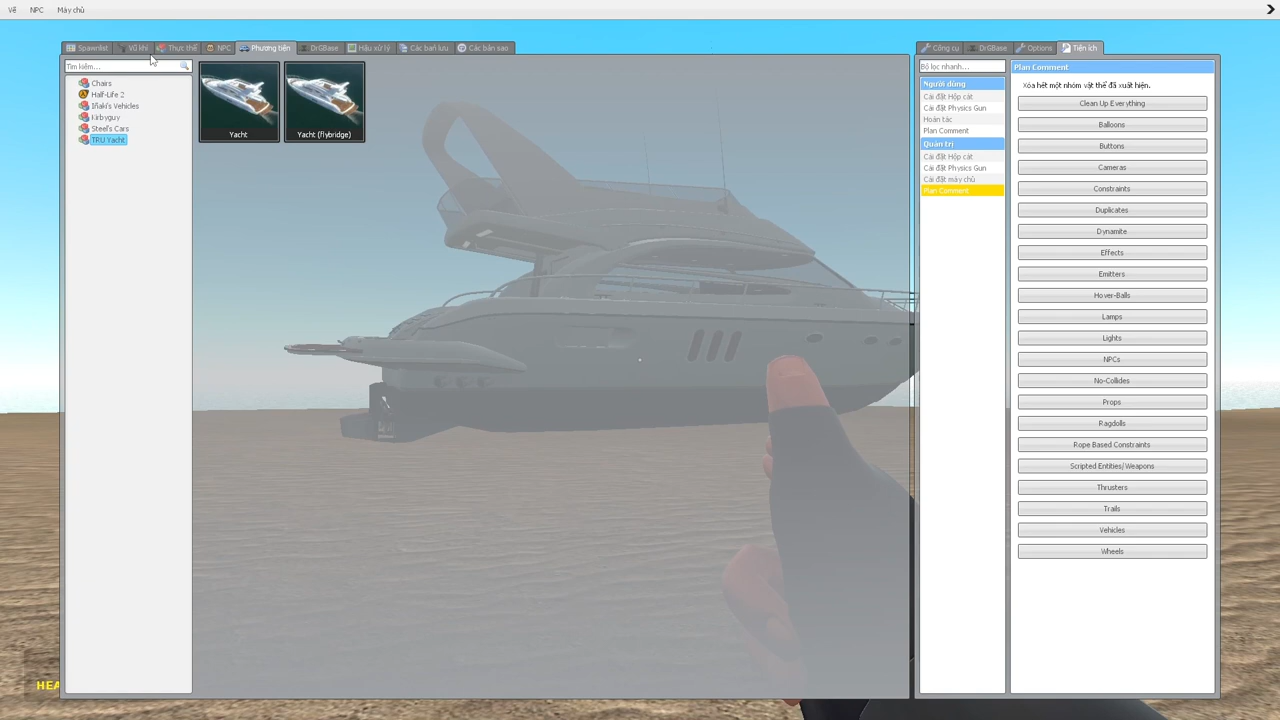 Vẽ NPC Máy chủ
Spawnlist Vũ khí Thực thể NPC Phương tiện DrGBase Hậu xử lý Các bản lưu Các bản sao
Tìm kiếm...
Chairs
Half-Life 2
Iñaki's Vehicles
Kirbyguy
Steel's Cars
TRU Yacht
Yacht
Yacht (flybridge)
HEA
Công cụ DrGBase Options Tiện ích
Bộ lọc nhanh...
Người dùng
Cài đặt Hộp cát
Cài đặt Physics Gun
Hoàn tác
Plan Comment
Quản trị
Cài đặt Hộp cát
Cài đặt Physics Gun
Cài đặt máy chủ
Plan Comment
Plan Comment
Xóa hết một nhóm vật thể đã xuất hiện.
Clean Up Everything
Balloons
Buttons
Cameras
Constraints
Duplicates
Dynamite
Effects
Emitters
Hover-Balls
Lamps
Lights
NPCs
No-Collides
Props
Ragdolls
Rope Based Constraints
Scripted Entities/Weapons
Thrusters
Trails
Vehicles
Wheels